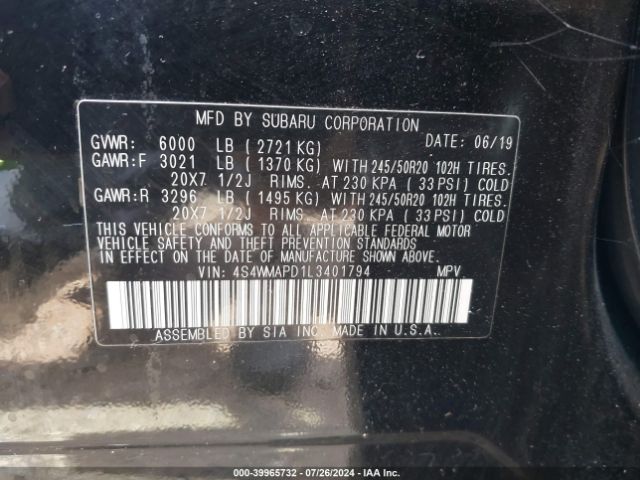 MFD BY SUBARU CORPORATION
GVWR: 6000 LB ( 2721 KG) DATE: 06/19
GAWR:F 3021 LB ( 1370 KG) WITH 245/50R20 102H TIRES.
20X7 1/2J RIMS. AT 230 KPA ( 33 PSI) COLD
GAWR:R 3296 LB ( 1495 KG) WITH 245/50R20 102H TIRES.
20X7 1/2J RIMS. AT 230 KPA ( 33 PSI) COLD
THIS VEHICLE CONFORMS TO ALL APPLICABLE FEDERAL MOTOR
VEHICLE SAFETY AND THEFT PREVENTION STANDARDS
IN EFFECT ON THE DATE OF MANUFACTURE SHOWN ABOVE.
VIN: 4S4WMAPD1L3401794 MPV
ASSEMBLED BY SIA INC. MADE IN U.S.A.
000-39965732 - 07/26/2024 - IAA Inc.